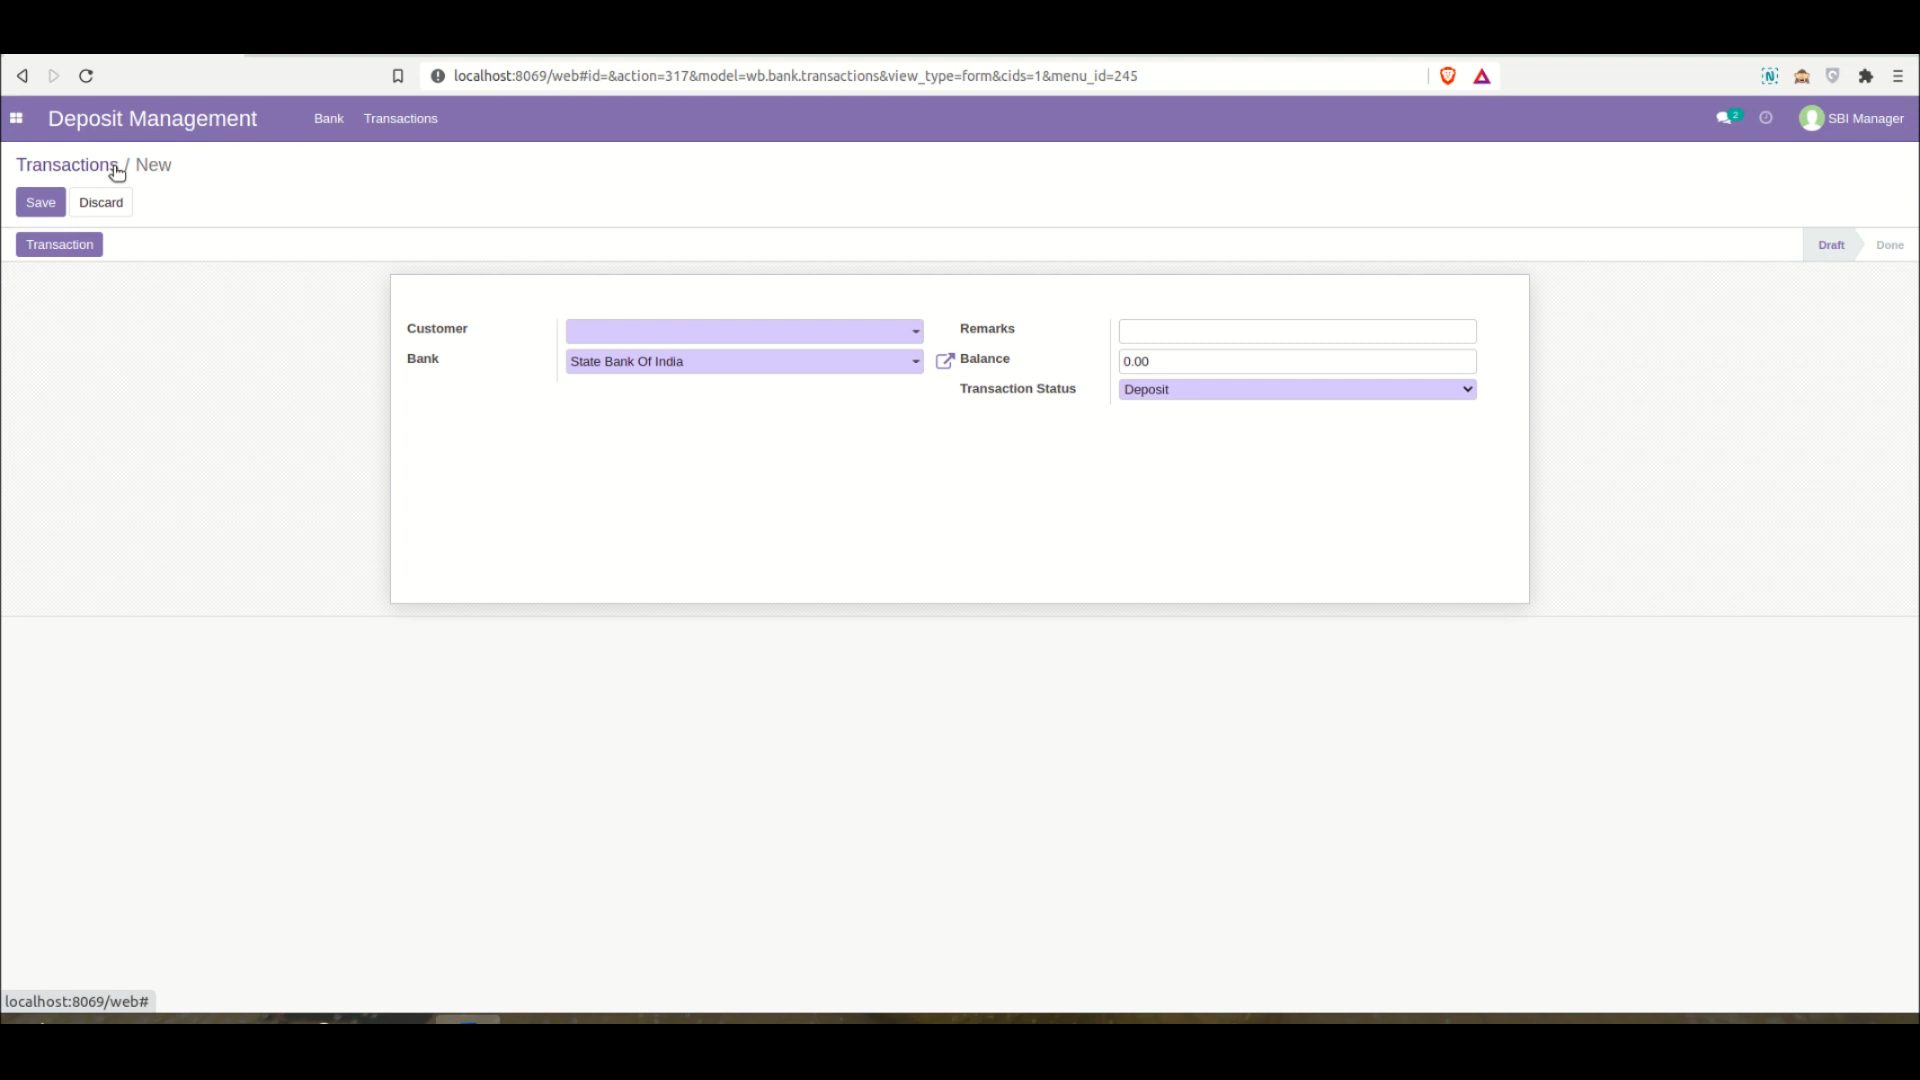 localhost:8069/web#id=&action=317&model=wb.bank.transactions&view_type=form&cids=1&menu_id=245
Deposit Management Bank Transactions 2 SBI Manager
Transactions / New
Save Discard
Transaction Draft Done
Customer Remarks
Bank State Bank Of India Balance 0.00
Transaction Status Deposit
localhost:8069/web#